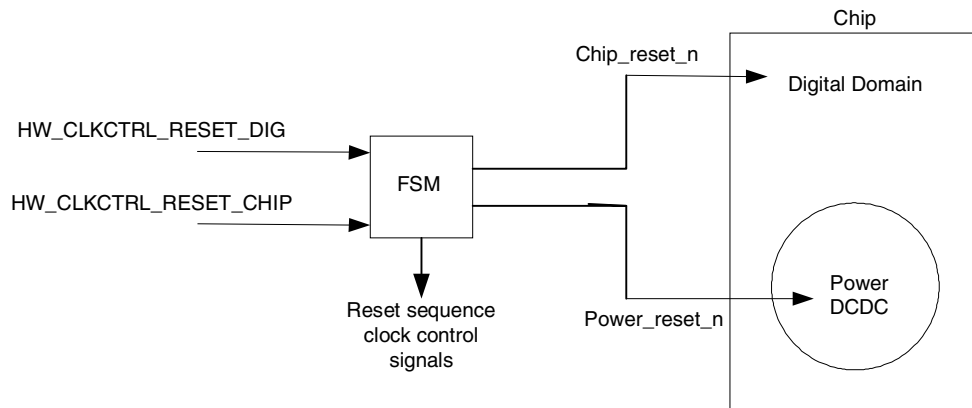 Chip
Chip_reset_n
Digital Domain
HW_CLKCTRL_RESET_DIG
FSM
HW_CLKCTRL_RESET_CHIP
Power
DCDC
Power_reset_n
Reset sequence
clock control
signals